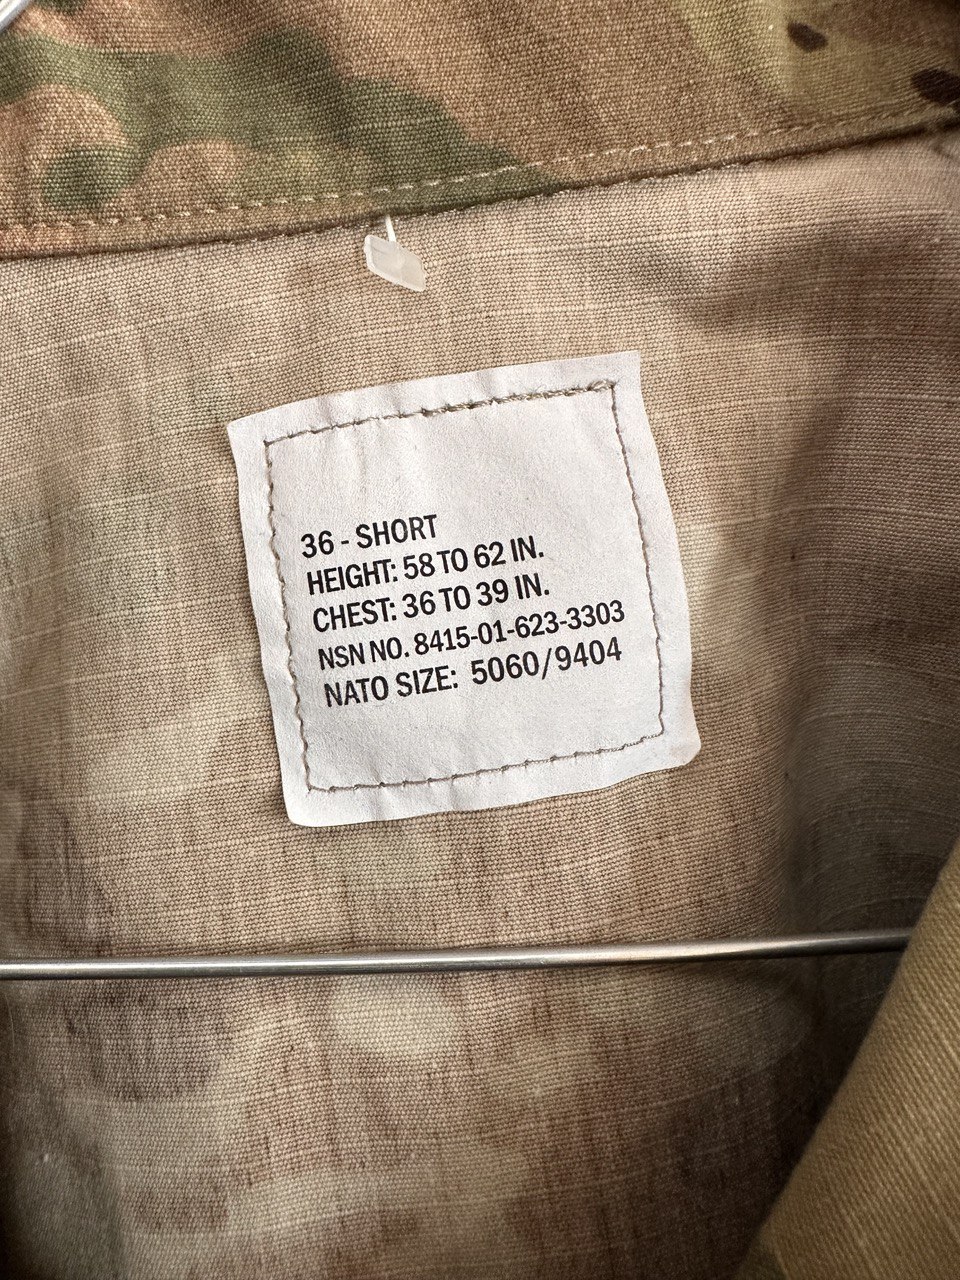 36 - SHORT
HEIGHT: 58 TO 62 IN.
CHEST: 36 TO 39 IN.
NSN NO. 8415-01-623-3303
NATO SIZE: 5060/9404